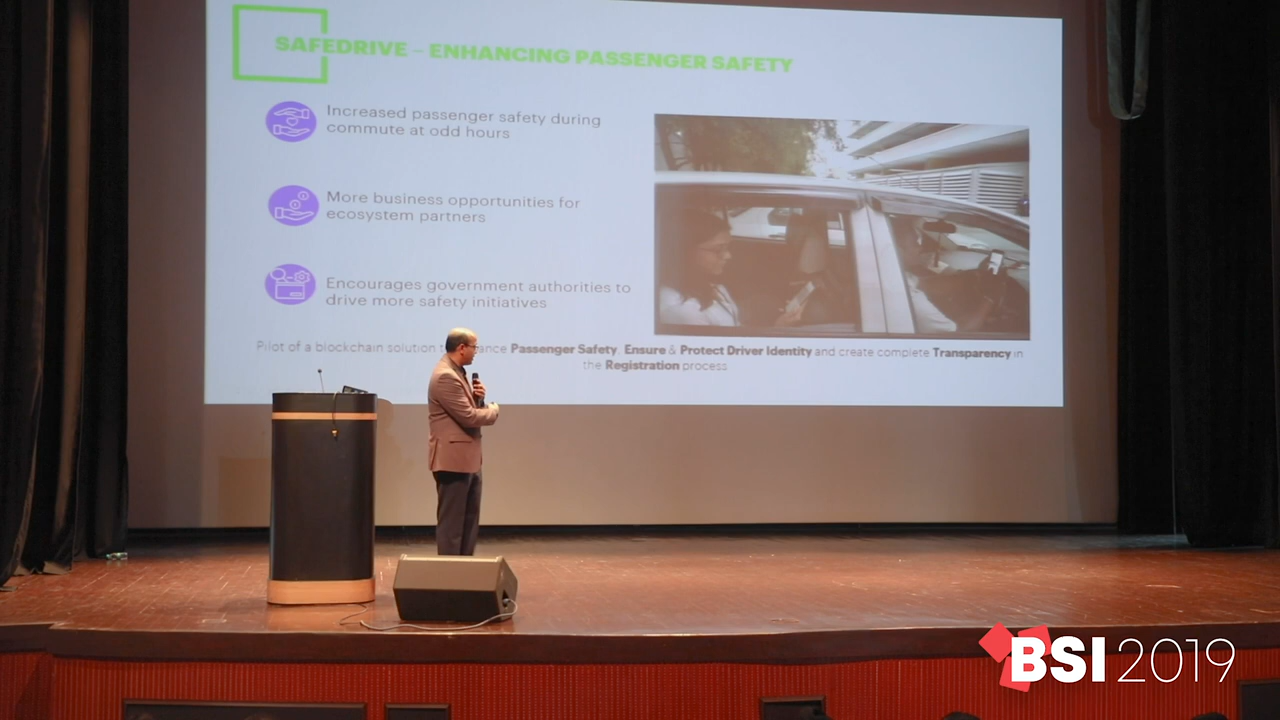 SAFEDRIVE – ENHANCING PASSENGER SAFETY
Increased passenger safety during
commute at odd hours
More business opportunities for
ecosystem partners
Encourages government authorities to
drive more safety initiatives
Pilot of a blockchain solution Passenger Safety, Ensure & Protect Driver Identity and create complete Transparency in
the Registration process
BSI 2019